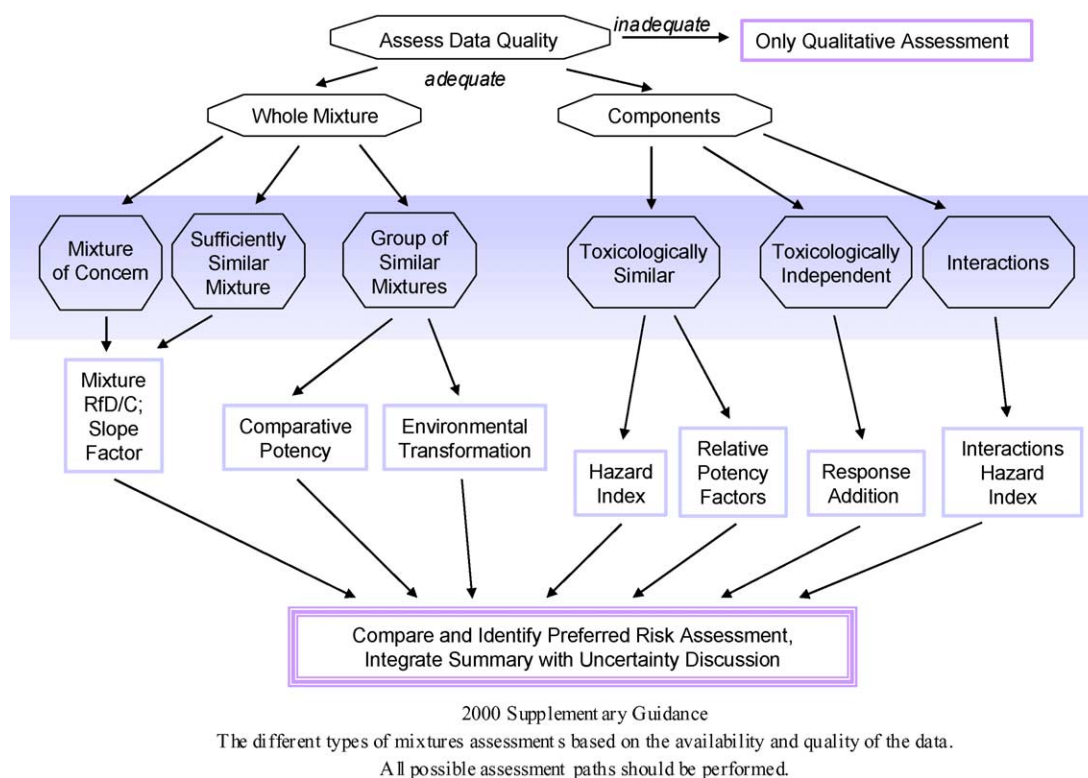 Assess Data Quality
inadequate
Only Qualitative Assessment
adequate
Whole Mixture
Components
Mixture
of Concern
Sufficiently
Similar
Mixture
Group of
Similar
Mixtures
Toxicologically
Similar
Toxicologically
Independent
Interactions
Mixture
RfD/C;
Slope
Factor
Comparative
Potency
Environmental
Transformation
Hazard
Index
Relative
Potency
Factors
Response
Addition
Interactions
Hazard
Index
Compare and Identify Preferred Risk Assessment,
Integrate Summary with Uncertainty Discussion
2000 Supplementary Guidance
The different types of mixtures assessments based on the availability and quality of the data.
All possible assessment paths should be performed.